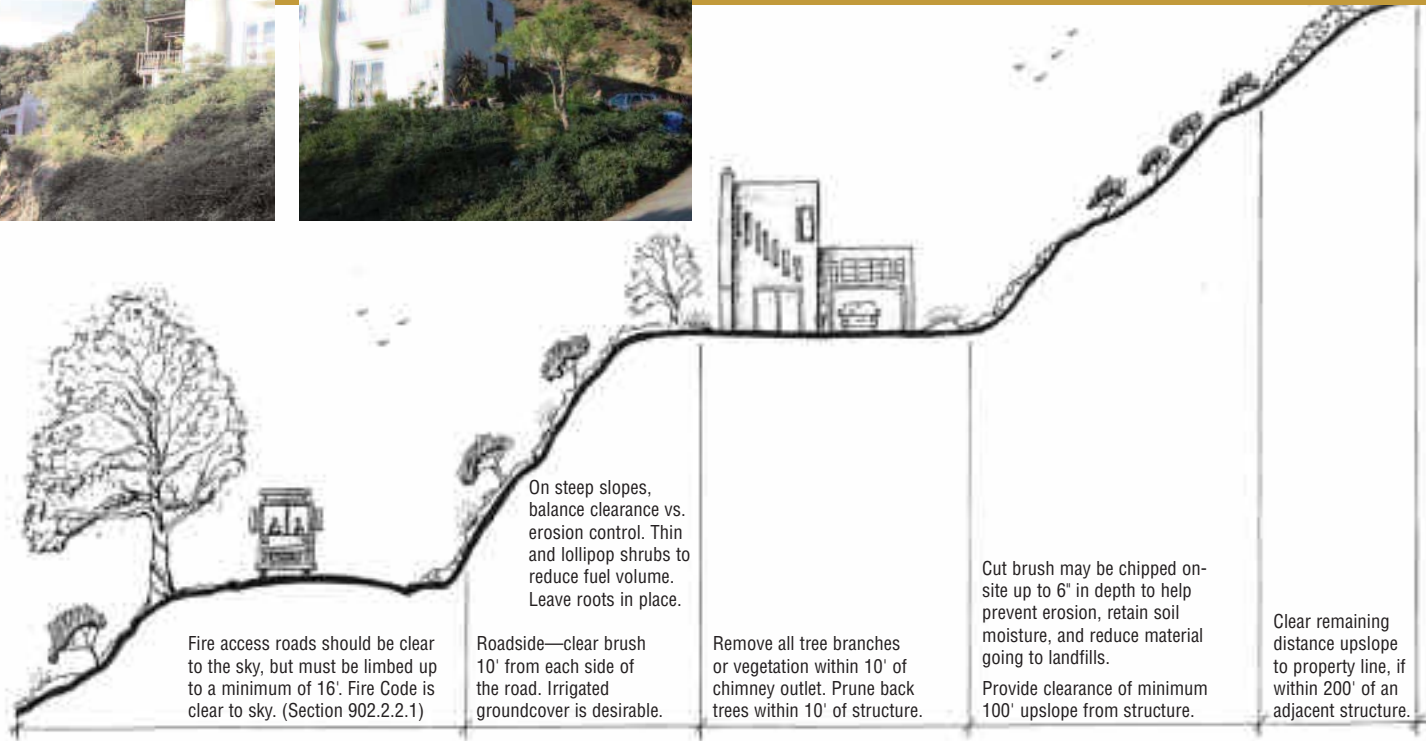 On steep slopes,
balance clearance vs.
erosion control. Thin
and lollipop shrubs to
reduce fuel volume.
Leave roots in place.
Fire access roads should be clear
to the sky, but must be limbed up
to a minimum of 16'. Fire Code is
clear to sky. (Section 902.2.2.1)
Roadside—clear brush
10' from each side of
the road. Irrigated
groundcover is desirable.
Remove all tree branches
or vegetation within 10' of
chimney outlet. Prune back
trees within 10' of structure.
Cut brush may be chipped on-
site up to 6" in depth to help
prevent erosion, retain soil
moisture, and reduce material
going to landfills.
Provide clearance of minimum
100' upslope from structure.
Clear remaining
distance upslope
to property line, if
within 200' of an
adjacent structure.